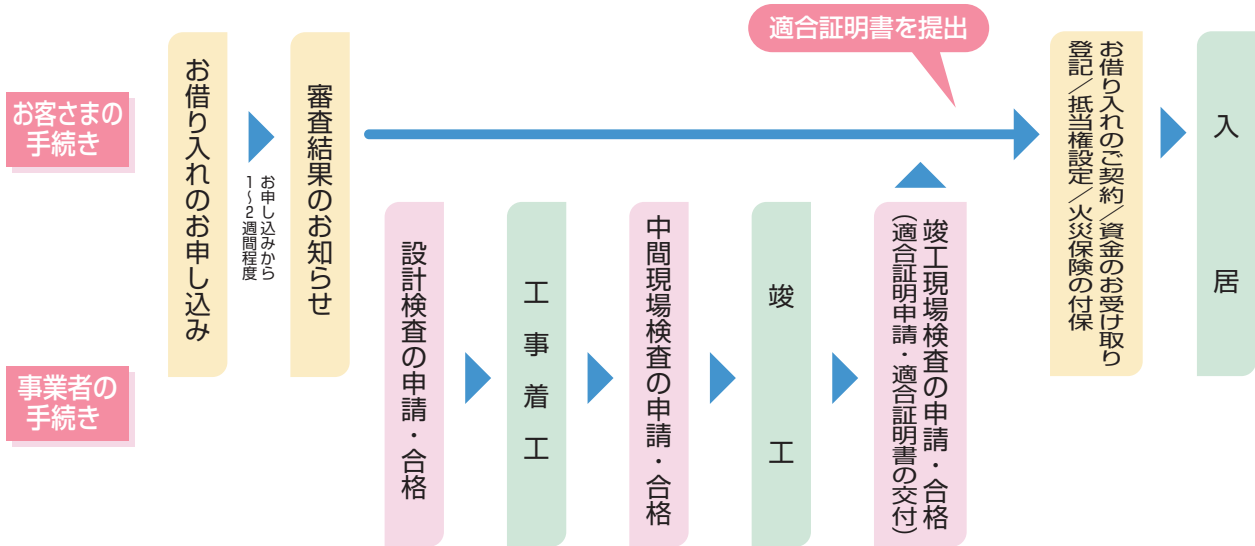 お客さまの
手続き
お借り入れのお申し込み
お申し込みから
1〜2週間程度
審査結果のお知らせ
適合証明書を提出
お借り入れのご契約／資金のお受け取り
登記／抵当権設定／火災保険の付保
入居
事業者の
手続き
設計検査の申請・合格
工事着工
中間現場検査の申請・合格
竣工
竣工現場検査の申請・合格
(適合証明申請・適合証明書の交付)